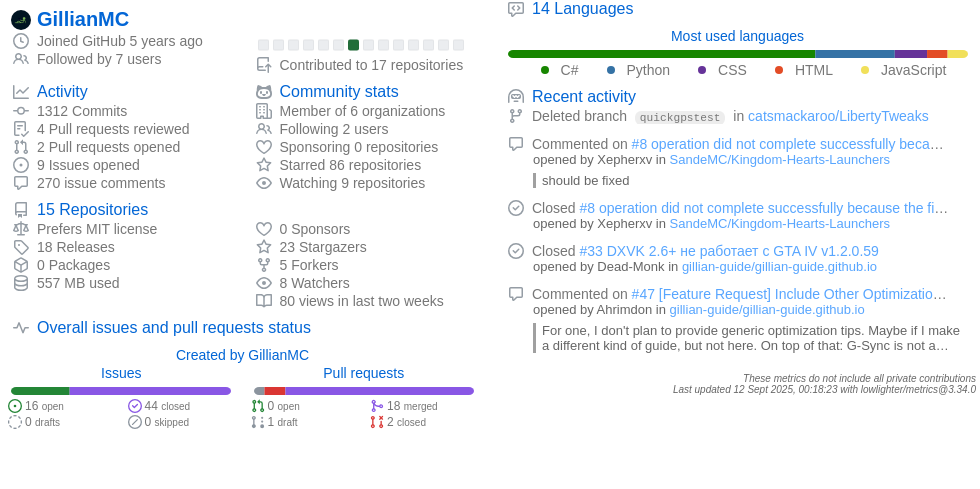 GillianMC
Joined GitHub 5 years ago
Followed by 7 users
Contributed to 17 repositories
Activity
1312 Commits
4 Pull requests reviewed
2 Pull requests opened
9 Issues opened
270 issue comments
Community stats
Member of 6 organizations
Following 2 users
Sponsoring 0 repositories
Starred 86 repositories
Watching 9 repositories
15 Repositories
Prefers MIT license
18 Releases
0 Packages
557 MB used
0 Sponsors
23 Stargazers
5 Forkers
8 Watchers
80 views in last two weeks
Overall issues and pull requests status
Created by GillianMC
Issues
16 open
44 closed
0 drafts
0 skipped
Pull requests
0 open
18 merged
1 draft
2 closed
14 Languages
Most used languages
C# Python CSS HTML JavaScript
Recent activity
Deleted branch quickgpstest in catsmackaroo/LibertyTweaks
Commented on #8 operation did not complete successfully beca…
opened by Xepherxv in SandeMC/Kingdom-Hearts-Launchers
should be fixed
Closed #8 operation did not complete successfully because the fi…
opened by Xepherxv in SandeMC/Kingdom-Hearts-Launchers
Closed #33 DXVK 2.6+ не работает с GTA IV v1.2.0.59
opened by Dead-Monk in gillian-guide/gillian-guide.github.io
Commented on #47 [Feature Request] Include Other Optimizatio…
opened by Ahrimdon in gillian-guide/gillian-guide.github.io
For one, I don't plan to provide generic optimization tips. Maybe if I make
a different kind of guide, but not here. On top of that: G-Sync is not a…
These metrics do not include all private contributions
Last updated 12 Sept 2025, 00:18:23 with lowlighter/metrics@3.34.0